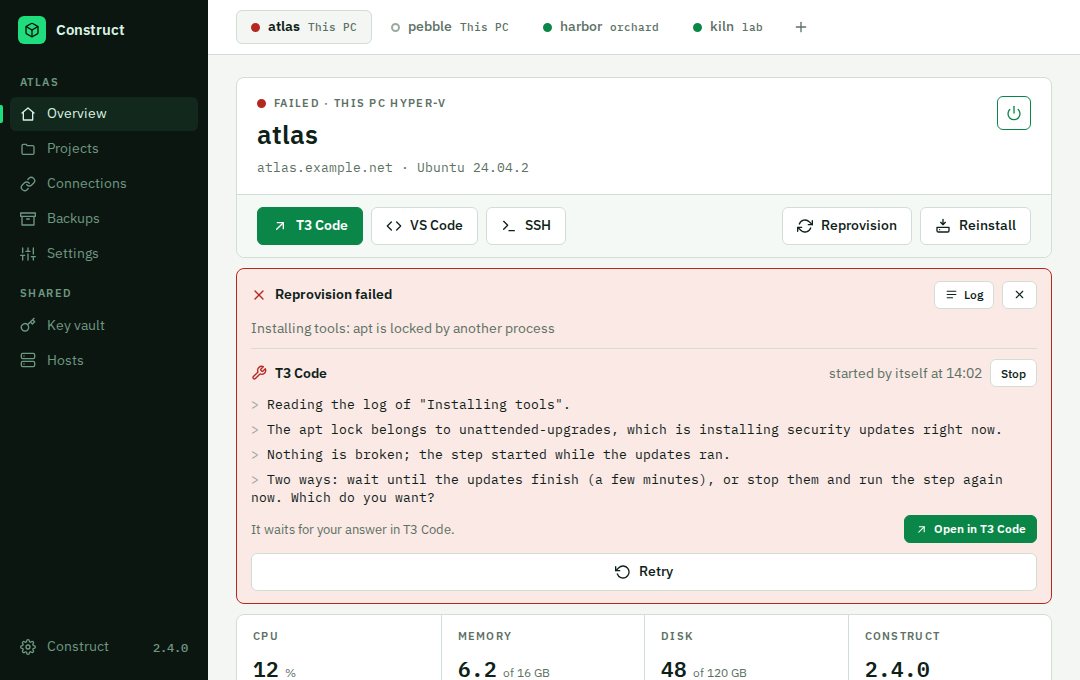 Construct
atlas This PC
pebble This PC
harbor orchard
kiln lab
ATLAS
Overview
Projects
Connections
Backups
Settings
SHARED
Key vault
Hosts
Construct 2.4.0
FAILED · THIS PC HYPER-V
atlas
atlas.example.net · Ubuntu 24.04.2
T3 Code
VS Code
SSH
Reprovision
Reinstall
Reprovision failed
Log
Installing tools: apt is locked by another process
T3 Code
started by itself at 14:02
Stop
> Reading the log of "Installing tools".
> The apt lock belongs to unattended-upgrades, which is installing security updates right now.
> Nothing is broken; the step started while the updates ran.
> Two ways: wait until the updates finish (a few minutes), or stop them and run the step again
now. Which do you want?
It waits for your answer in T3 Code.
Open in T3 Code
Retry
CPU
12 %
MEMORY
6.2 of 16 GB
DISK
48 of 120 GB
CONSTRUCT
2.4.0